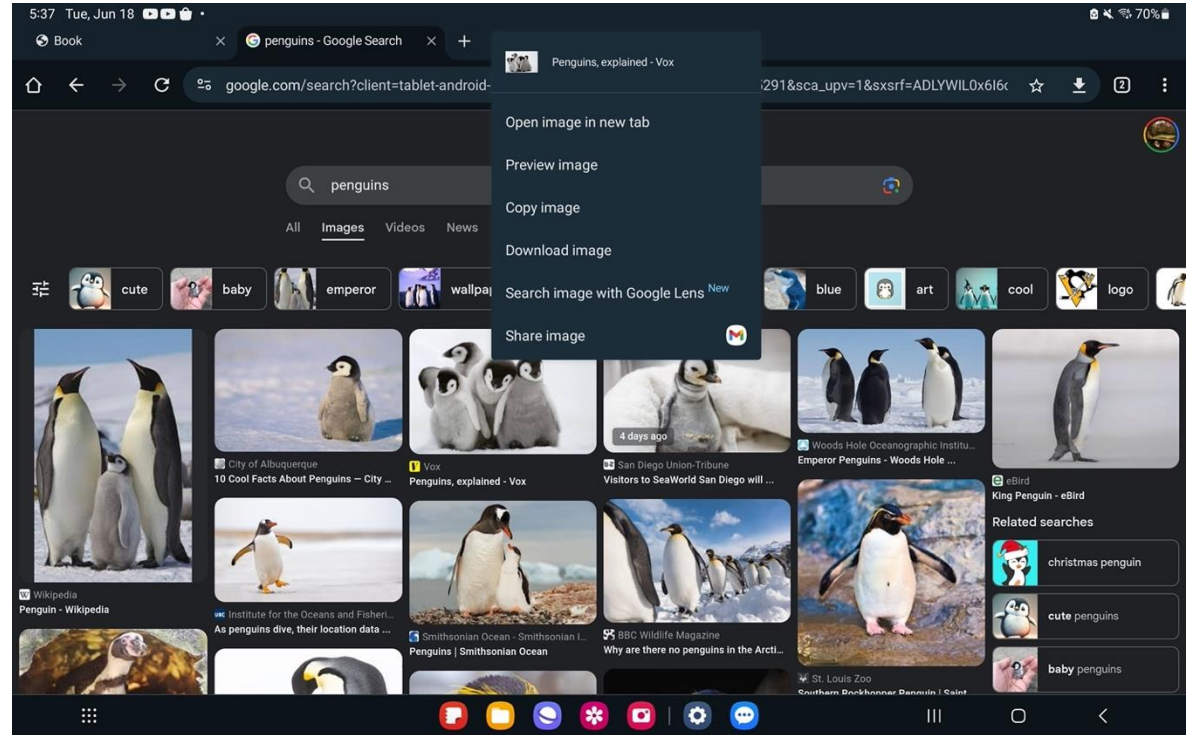 5:37 Tue, Jun 18
70%
Book
penguins - Google Search
google.com/search?client=tablet-android-
5291&sca_upv=1&sxsrf=ADLYWIL0x6I6
2
Penguins, explained - Vox
Open image in new tab
Preview image
Copy image
Download image
Search image with Google Lens New
Share image
penguins
All Images Videos News
cute
baby
emperor
wallpa
blue
art
cool
logo
Wikipedia
Penguin - Wikipedia
City of Albuquerque
10 Cool Facts About Penguins — City ...
Institute for the Oceans and Fisheri...
As penguins dive, their location data ...
Vox
Penguins, explained - Vox
Smithsonian Ocean - Smithsonian I...
Penguins | Smithsonian Ocean
4 days ago
San Diego Union-Tribune
Visitors to SeaWorld San Diego will ...
BBC Wildlife Magazine
Why are there no penguins in the Arcti...
Woods Hole Oceanographic Institu...
Emperor Penguins - Woods Hole ...
St. Louis Zoo
Southern Rockhopper Penguin | Saint
eBird
King Penguin - eBird
Related searches
christmas penguin
cute penguins
baby penguins